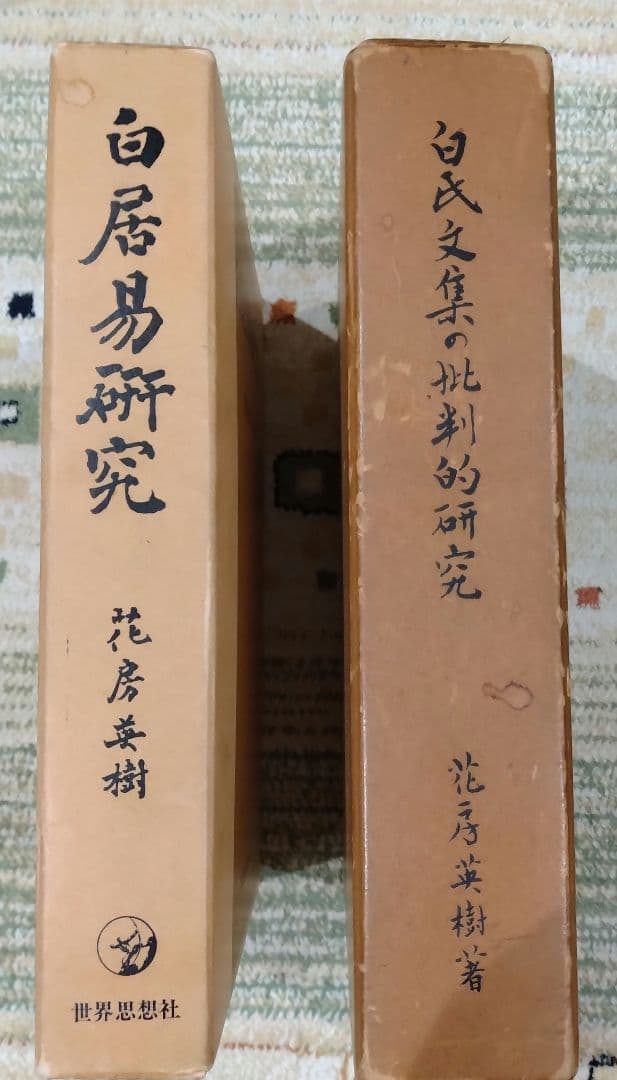 白居易研究
花房英樹
世界思想社
白氏文集の批判的研究
花房英樹著